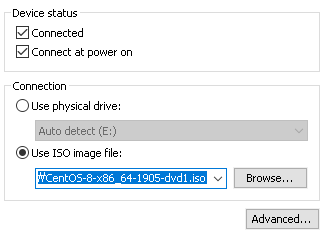 Device status
Connected
Connect at power on
Connection
Use physical drive:
Auto detect (E:)
Use ISO image file:
₩CentOS-8-x86_64-1905-dvd1.iso
Browse...
Advanced...